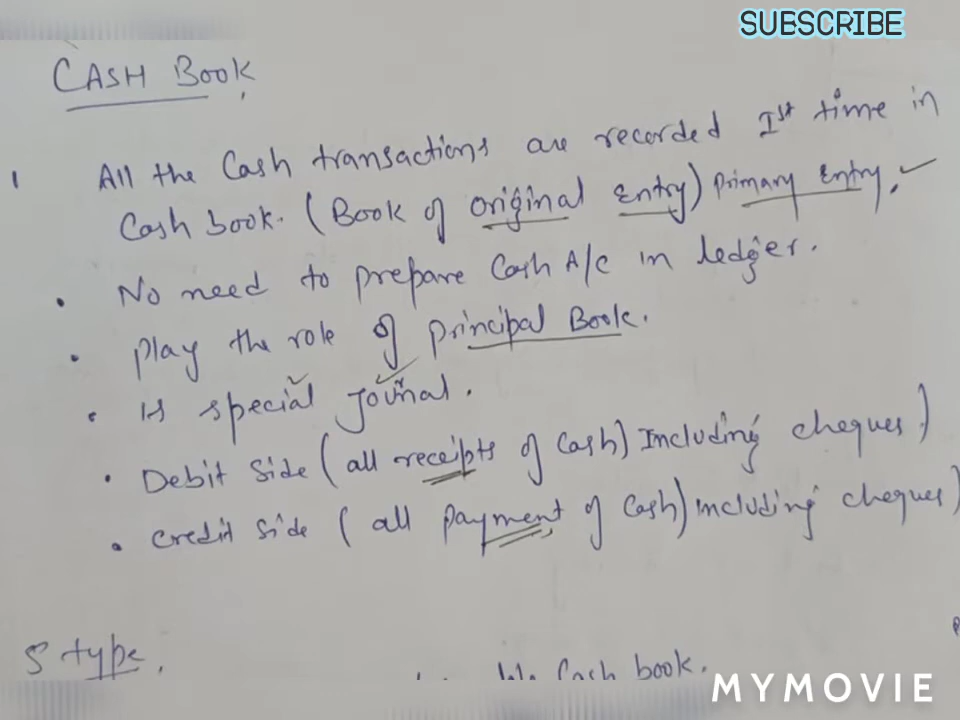 SUBSCRIBE
CASH BOOK
1 All the Cash transactions are recorded Ist time in
Cash book. (Book of original Entry) Primary Entry.
• No need to prepare Cash A/c in ledger.
• Play the role of principal Book.
• Is special Journal.
• Debit Side (all receipts of Cash) Including cheques)
• Credit Side (all payment of Cash) including cheques)
5 type.
Cash book.
MYMOVIE